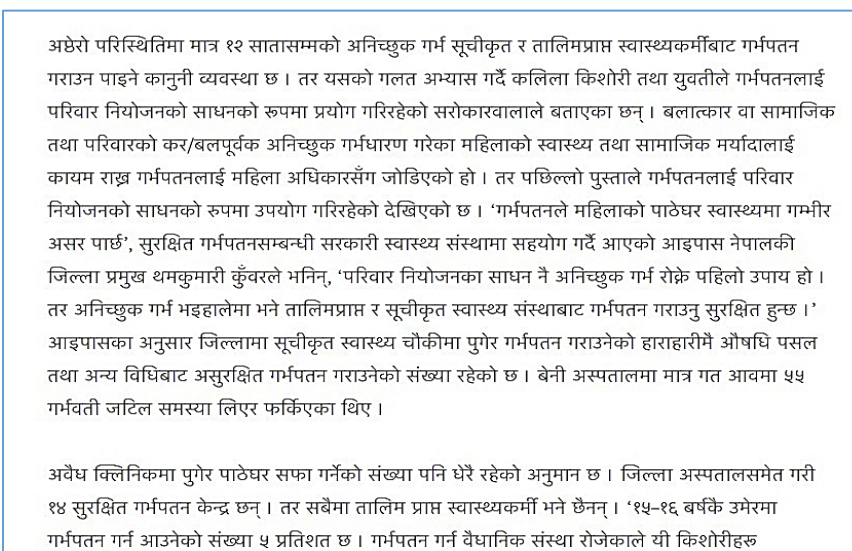 अप्ठेरो परिस्थितिमा मात्र १२ सातासम्मको अनिच्छुक गर्भ सूचीकृत र तालिमप्राप्त स्वास्थ्यकर्मीबाट गर्भपतन
गराउन पाइने कानुनी व्यवस्था छ । तर यसको गलत अभ्यास गर्दै कलिला किशोरी तथा युवतीले गर्भपतनलाई
परिवार नियोजनको साधनको रूपमा प्रयोग गरिरहेको सरोकारवालाले बताएका छन् । बलात्कार वा सामाजिक
तथा परिवारको कर/बलपूर्वक अनिच्छुक गर्भधारण गरेका महिलाको स्वास्थ्य तथा सामाजिक मर्यादालाई
कायम राख्न गर्भपतनलाई महिला अधिकारसँग जोडिएको हो । तर पछिल्लो पुस्ताले गर्भपतनलाई परिवार
नियोजनको साधनको रुपमा उपयोग गरिरहेको देखिएको छ । ‘गर्भपतनले महिलाको पाठेघर स्वास्थ्यमा गम्भीर
असर पार्छ’, सुरक्षित गर्भपतनसम्बन्धी सरकारी स्वास्थ्य संस्थामा सहयोग गर्दै आएको आइपास नेपालकी
जिल्ला प्रमुख थमकुमारी कुँवरले भनिन्, ‘परिवार नियोजनका साधन नै अनिच्छुक गर्भ रोक्ने पहिलो उपाय हो ।
तर अनिच्छुक गर्भ भइहालेमा भने तालिमप्राप्त र सूचीकृत स्वास्थ्य संस्थाबाट गर्भपतन गराउनु सुरक्षित हुन्छ ।’
आइपासका अनुसार जिल्लामा सूचीकृत स्वास्थ्य चौकीमा पुगेर गर्भपतन गराउनेको हाराहारीमै औषधि पसल
तथा अन्य विधिबाट असुरक्षित गर्भपतन गराउनेको संख्या रहेको छ । बेनी अस्पतालमा मात्र गत आवमा ५५
गर्भवती जटिल समस्या लिएर फर्किएका थिए ।
अवैध क्लिनिकमा पुगेर पाठेघर सफा गर्नेको संख्या पनि धेरै रहेको अनुमान छ । जिल्ला अस्पतालसमेत गरी
१४ सुरक्षित गर्भपतन केन्द्र छन् । तर सबैमा तालिम प्राप्त स्वास्थ्यकर्मी भने छैनन् । ‘१५–१६ बर्षकै उमेरमा
गर्भपतन गर्न आउनेको संख्या ५ प्रतिशत छ । गर्भपतन गर्न वैधानिक संस्था रोजेकाले यी किशोरीहरू